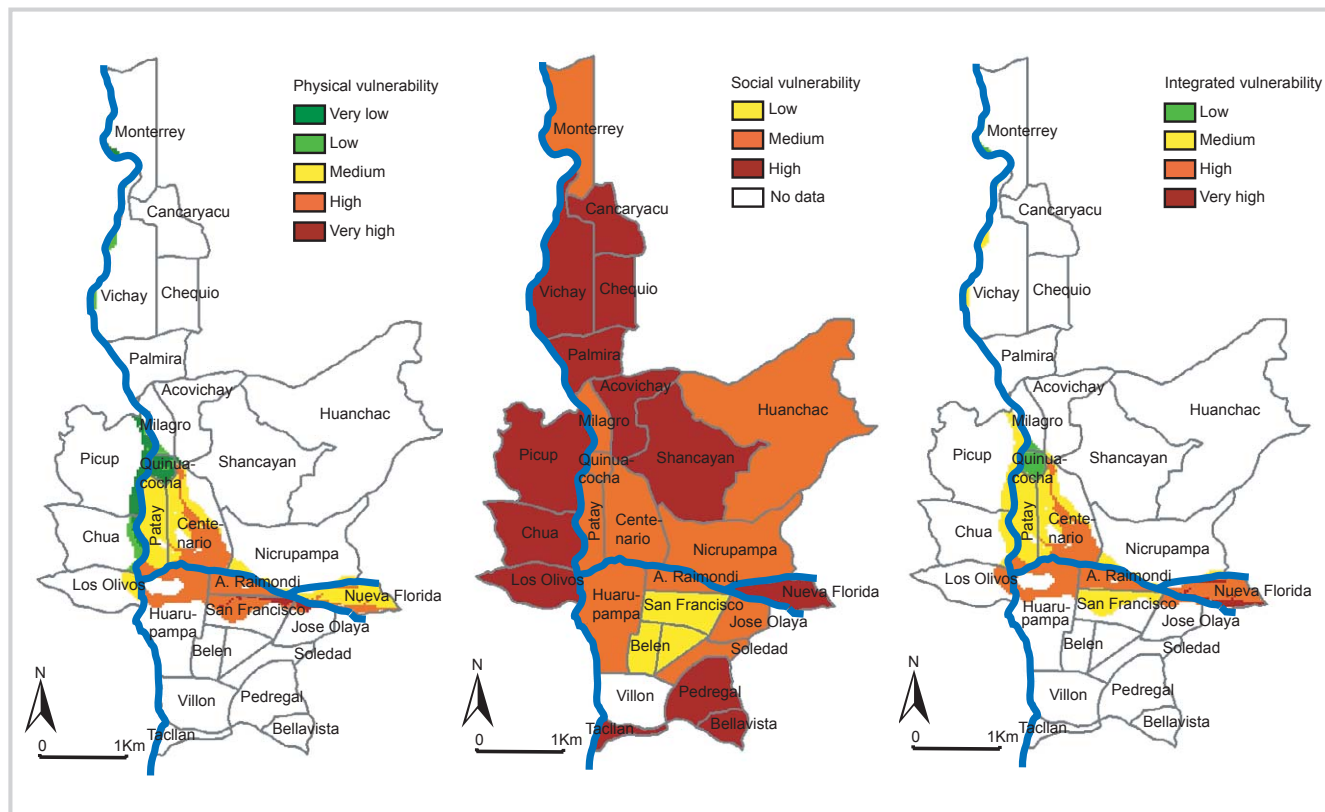 Physical vulnerability
Very low
Low
Medium
High
Very high
Monterrey
Cancaryacu
Vichay
Chequio
Palmira
Acovichay
Huanchac
Milagro
Picup
Quinua-
cocha
Shancayan
Patay
Chua
Cente-
nario
Nicrupampa
Los Olivos
A. Raimondi
Nueva Florida
San Francisco
Huaru-
pampa
Jose Olaya
Belen
Soledad
Villon
Pedregal
Bellavista
Tacllan
N
0
1Km
Social vulnerability
Low
Medium
High
No data
Monterrey
Cancaryacu
Vichay
Chequio
Palmira
Acovichay
Huanchac
Milagro
Picup
Quinua-
cocha
Shancayan
Patay
Chua
Cente-
nario
Nicrupampa
Los Olivos
A. Raimondi
Nueva Florida
Huaru-
pampa
San Francisco
Jose Olaya
Belen
Soledad
Villon
Pedregal
Bellavista
Tacllan
N
0
1Km
Integrated vulnerability
Low
Medium
High
Very high
Monterrey
Cancaryacu
Vichay
Chequio
Palmira
Acovichay
Huanchac
Milagro
Picup
Quinua-
cocha
Shancayan
Patay
Chua
Cente-
nario
Nicrupampa
Los Olivos
A. Raimondi
Nueva Florida
San Francisco
Huaru-
pampa
Jose Olaya
Belen
Soledad
Villon
Pedregal
Bellavista
Tacllan
N
0
1Km